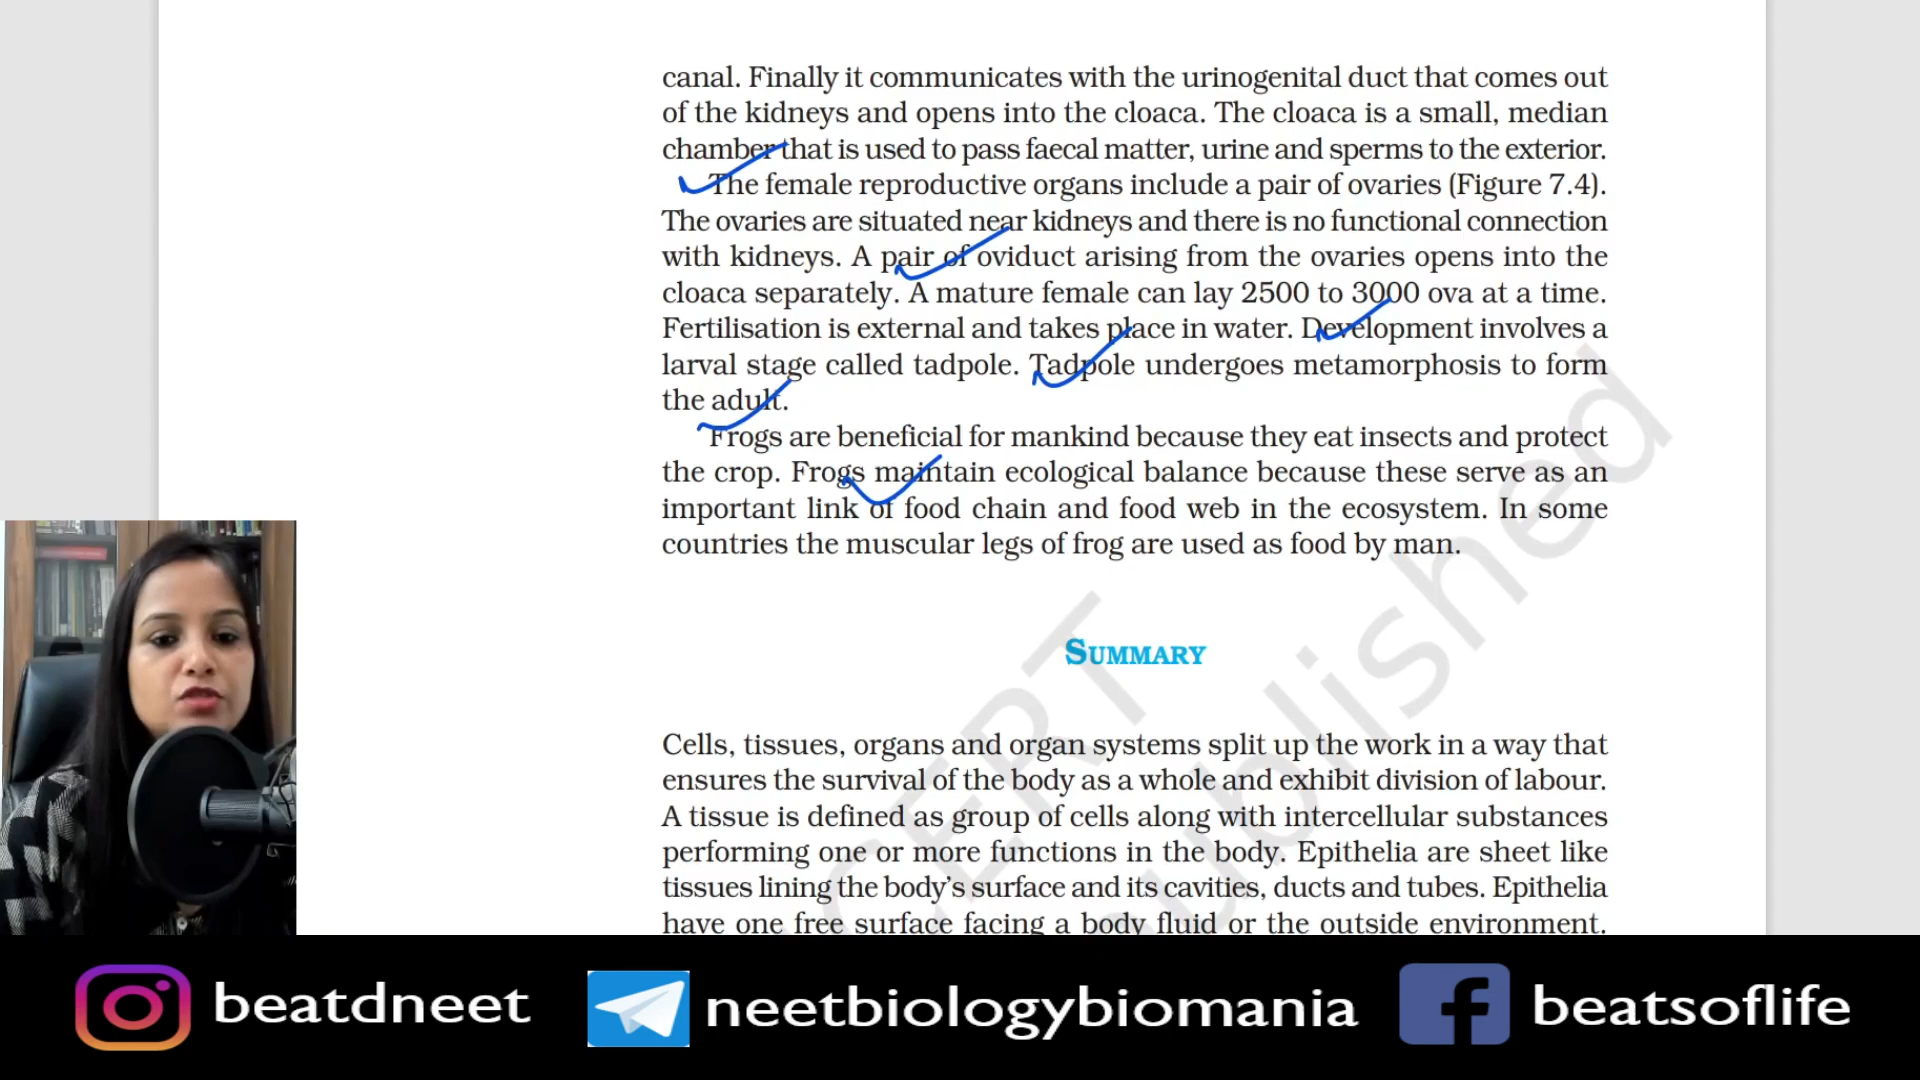 canal. Finally it communicates with the urinogenital duct that comes out
of the kidneys and opens into the cloaca. The cloaca is a small, median
chamber that is used to pass faecal matter, urine and sperms to the exterior.
The female reproductive organs include a pair of ovaries (Figure 7.4).
The ovaries are situated near kidneys and there is no functional connection
with kidneys. A pair of oviduct arising from the ovaries opens into the
cloaca separately. A mature female can lay 2500 to 3000 ova at a time.
Fertilisation is external and takes place in water. Development involves a
larval stage called tadpole. Tadpole undergoes metamorphosis to form
the adult.
Frogs are beneficial for mankind because they eat insects and protect
the crop. Frogs maintain ecological balance because these serve as an
important link of food chain and food web in the ecosystem. In some
countries the muscular legs of frog are used as food by man.
SUMMARY
Cells, tissues, organs and organ systems split up the work in a way that
ensures the survival of the body as a whole and exhibit division of labour.
A tissue is defined as group of cells along with intercellular substances
performing one or more functions in the body. Epithelia are sheet like
tissues lining the body's surface and its cavities, ducts and tubes. Epithelia
have one free surface facing a body fluid or the outside environment.
beatdneet
neetbiologybiomania
beatsoflife